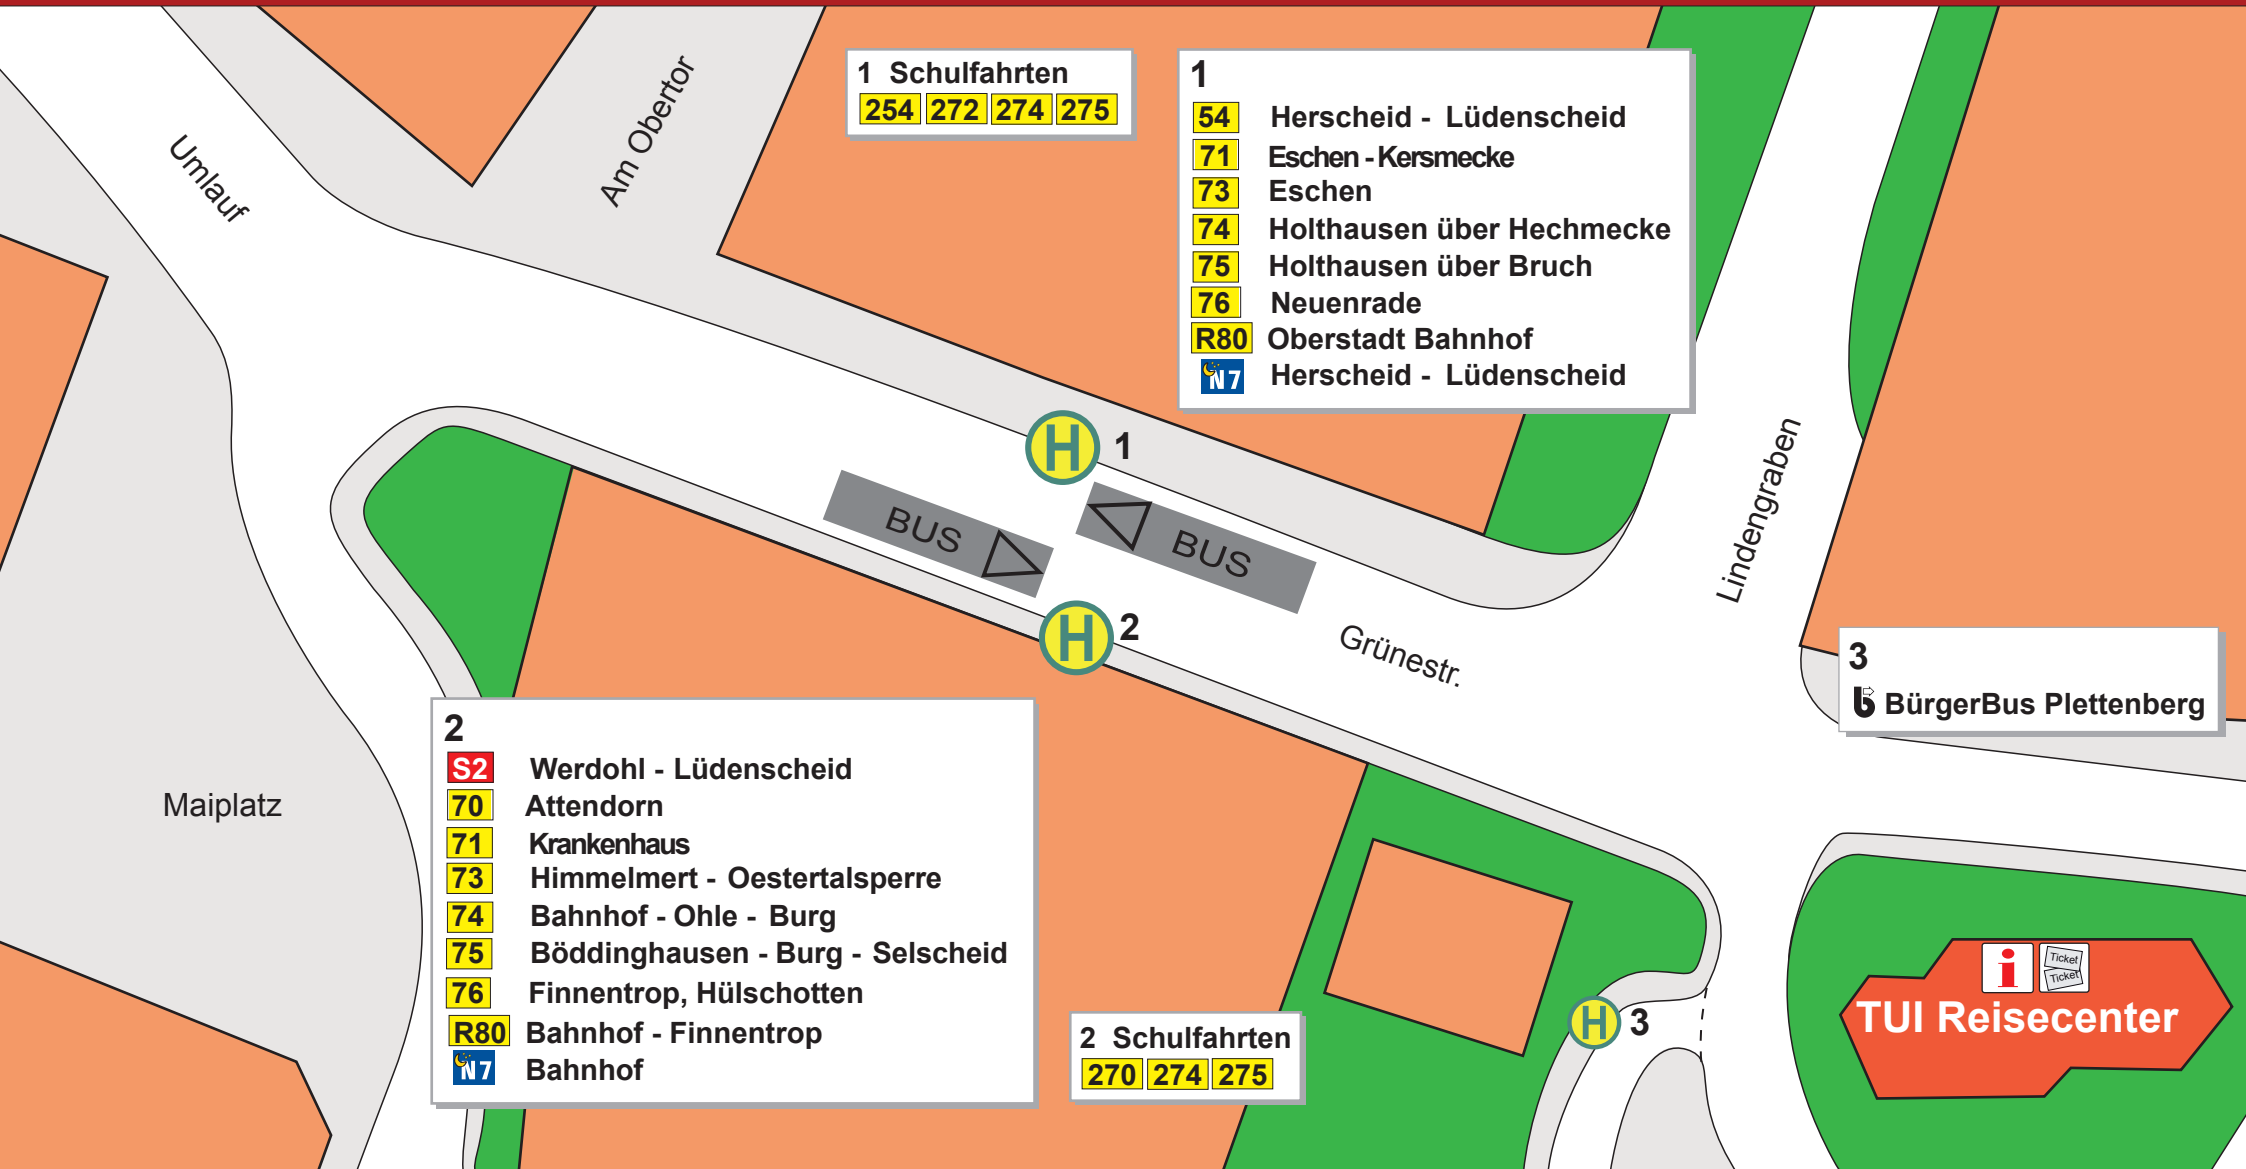 1 Schulfahrten
254 272 274 275
1
54 Herscheid - Lüdenscheid
71 Eschen - Kersmecke
73 Eschen
74 Holthausen über Hechmecke
75 Holthausen über Bruch
76 Neuenrade
R80 Oberstadt Bahnhof
N7 Herscheid - Lüdenscheid
Umlauf
Am Obertor
H 1
BUS
BUS
H 2
Grünestr.
Lindengraben
3
BürgerBus Plettenberg
Maiplatz
2
S2 Werdohl - Lüdenscheid
70 Attendorn
71 Krankenhaus
73 Himmelmert - Oestertalsperre
74 Bahnhof - Ohle - Burg
75 Böddinghausen - Burg - Selscheid
76 Finnentrop, Hülschotten
R80 Bahnhof - Finnentrop
N7 Bahnhof
2 Schulfahrten
270 274 275
H 3
i
Ticket
Ticket
TUI Reisecenter